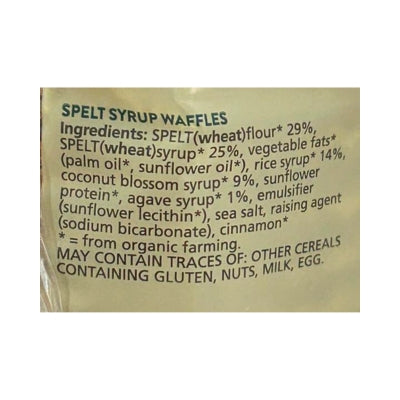 SPELT SYRUP WAFFLES
Ingredients: SPELT(wheat)flour* 29%,
SPELT(wheat)syrup* 25%, vegetable fats*
(palm oil*, sunflower oil*), rice syrup* 14%,
coconut blossom syrup* 9%, sunflower
protein*, agave syrup* 1%, emulsifier
(sunflower lecithin*), sea salt, raising agent
(sodium bicarbonate), cinnamon*
* = from organic farming.
MAY CONTAIN TRACES OF: OTHER CEREALS
CONTAINING GLUTEN, NUTS, MILK, EGG.